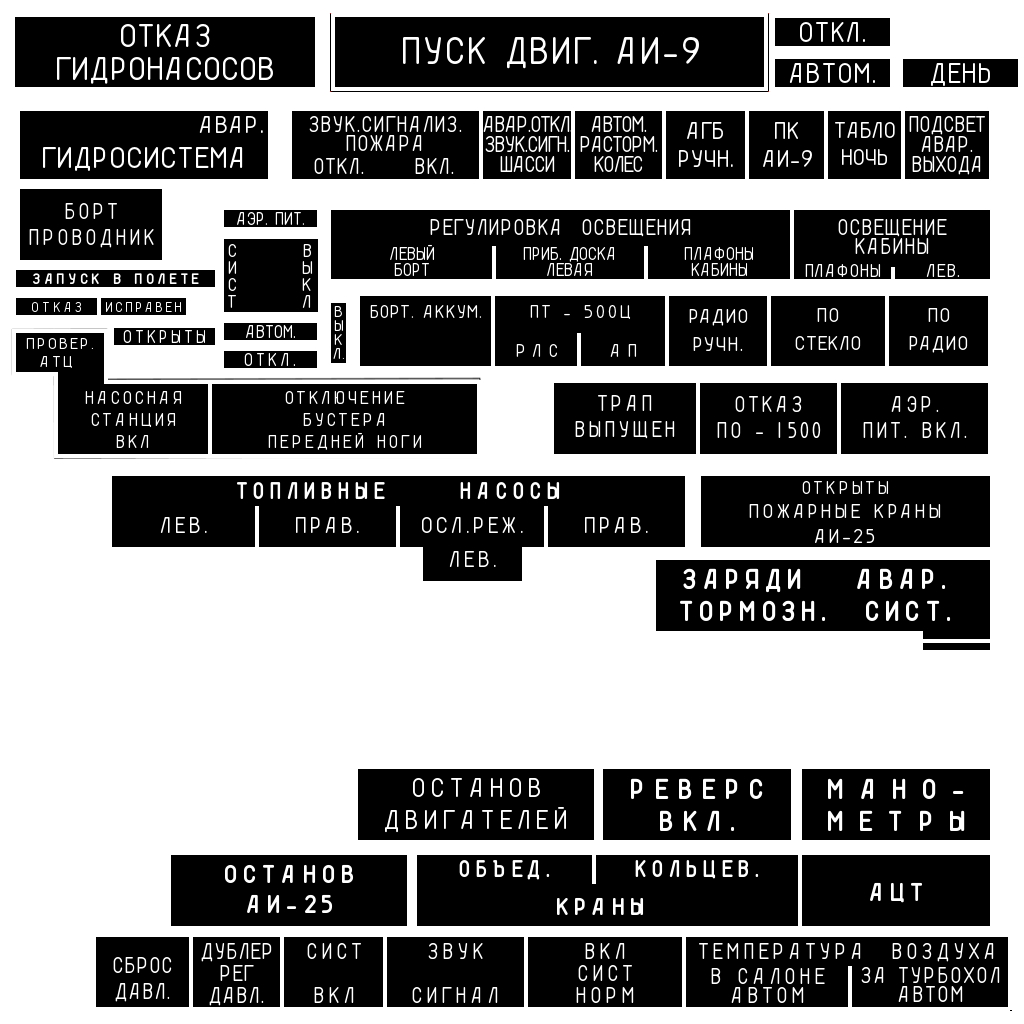 ОТКАЗ
ГИДРОНАСОСОВ
ПУСК ДВИГ. АИ-9
ОТКЛ.
АВТОМ.
ДЕНЬ
АВАР.
ГИДРОСИСТЕМА
ЗВУК.СИГНАЛИЗ.
ПОЖАРА
ОТКЛ. ВКЛ.
АВАР.ОТКЛ
ЗВУК.СИГН.
ШАССИ
АВТОМ.
РАСТОРМ.
КОЛЕС
АГБ
РУЧН.
ПК
АИ-9
ТАБЛО
НОЧЬ
ПОДСВЕТ
АВАР.
ВЫХОДА
БОРТ
ПРОВОДНИК
АЭР. ПИТ.
СИСТ
ВЫКЛ
РЕГУЛИРОВКА ОСВЕЩЕНИЯ
ЛЕВЫЙ
БОРТ
ПРИБ. ДОСКА
ЛЕВАЯ
ПЛАФОНЫ
КАБИНЫ
ОСВЕЩЕНИЕ
КАБИНЫ
ПЛАФОНЫ ЛЕВ.
ЗАПУСК В ПОЛЕТЕ
ОТКАЗ
ИСПРАВЕН
ОТКРЫТЫ
АВТОМ.
ОТКЛ.
ВЫКЛ.
БОРТ. АККУМ.
ПТ - 500Ц
РЛС АП
РАДИО
РУЧН.
ПО
СТЕКЛО
ПО
РАДИО
ПРОВЕР.
АТЦ
НАСОСНАЯ
СТАНЦИЯ
ВКЛ
ОТКЛЮЧЕНИЕ
БУСТЕРА
ПЕРЕДНЕЙ НОГИ
ТРАП
ВЫПУЩЕН
ОТКАЗ
ПО - 1500
АЭР.
ПИТ. ВКЛ.
ТОПЛИВНЫЕ НАСОСЫ
ЛЕВ. ПРАВ. ОСЛ.РЕЖ. ПРАВ.
ЛЕВ.
ОТКРЫТЫ
ПОЖАРНЫЕ КРАНЫ
АИ-25
ЗАРЯДИ АВАР.
ТОРМОЗН. СИСТ.
ОСТАНОВ
ДВИГАТЕЛЕЙ
РЕВЕРС
ВКЛ.
МАНО-
МЕТРЫ
ОСТАНОВ
АИ-25
ОБЪЕД. КОЛЬЦЕВ.
КРАНЫ
АЦТ
СБРОС
ДАВЛ.
ДУБЛЕР
РЕГ
ДАВЛ.
СИСТ
ВКЛ
ЗВУК
СИГНАЛ
ВКЛ
СИСТ
НОРМ
ТЕМПЕРАТУРА ВОЗДУХА
В САЛОНЕ
АВТОМ
ЗА ТУРБОХОЛ
АВТОМ